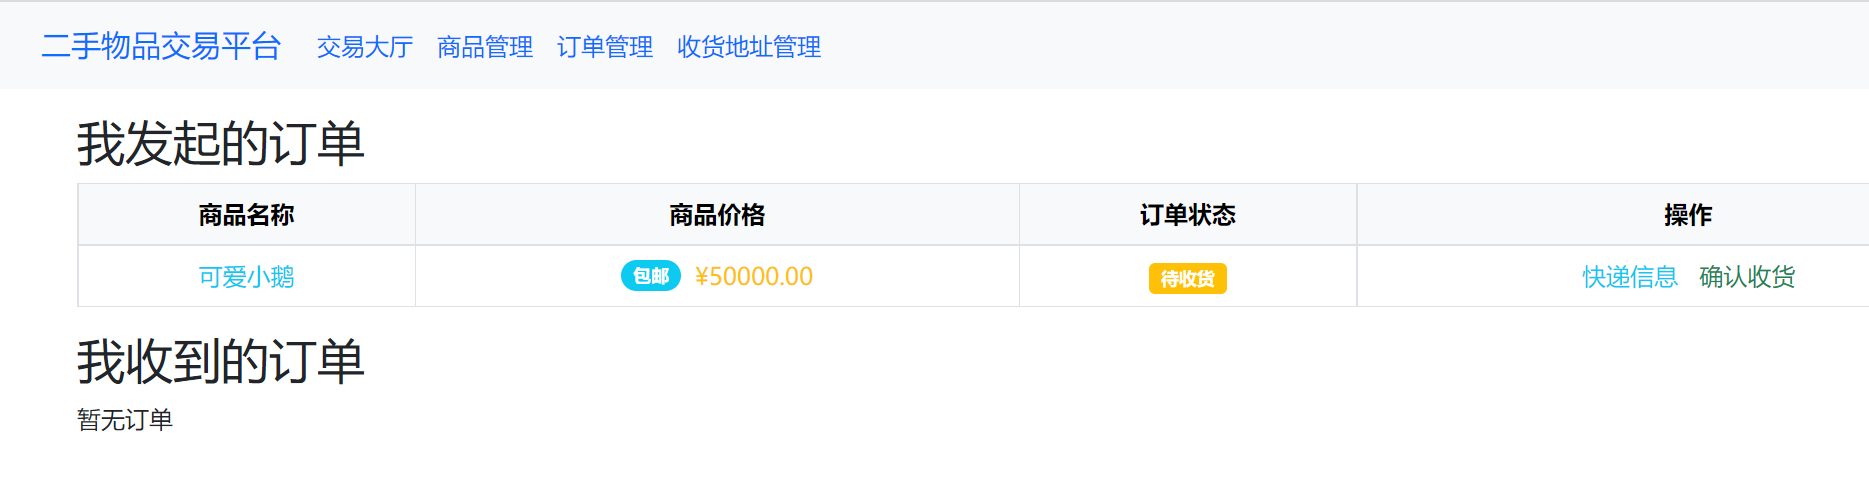 二手物品交易平台 交易大厅 商品管理 订单管理 收货地址管理
我发起的订单
商品名称 商品价格 订单状态 操作
可爱小鹅 包邮 ¥50000.00 待收货 快递信息 确认收货
我收到的订单
暂无订单